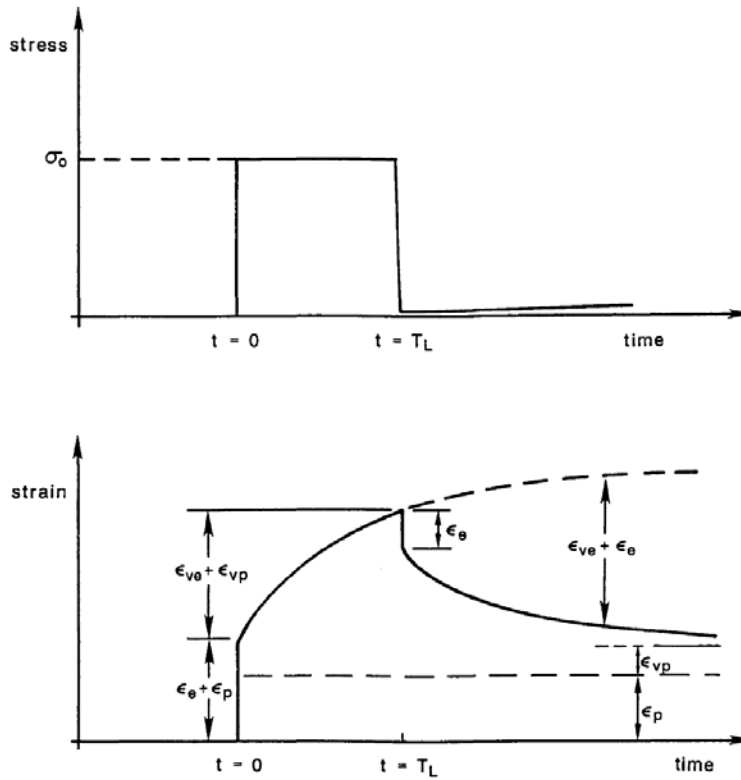 stress
σ₀
t = 0
t = T_L
time
strain
ϵ_e
ϵ_ve + ϵ_e
ϵ_ve + ϵ_vp
ϵ_vp
ϵ_e + ϵ_p
ϵ_p
t = 0
t = T_L
time